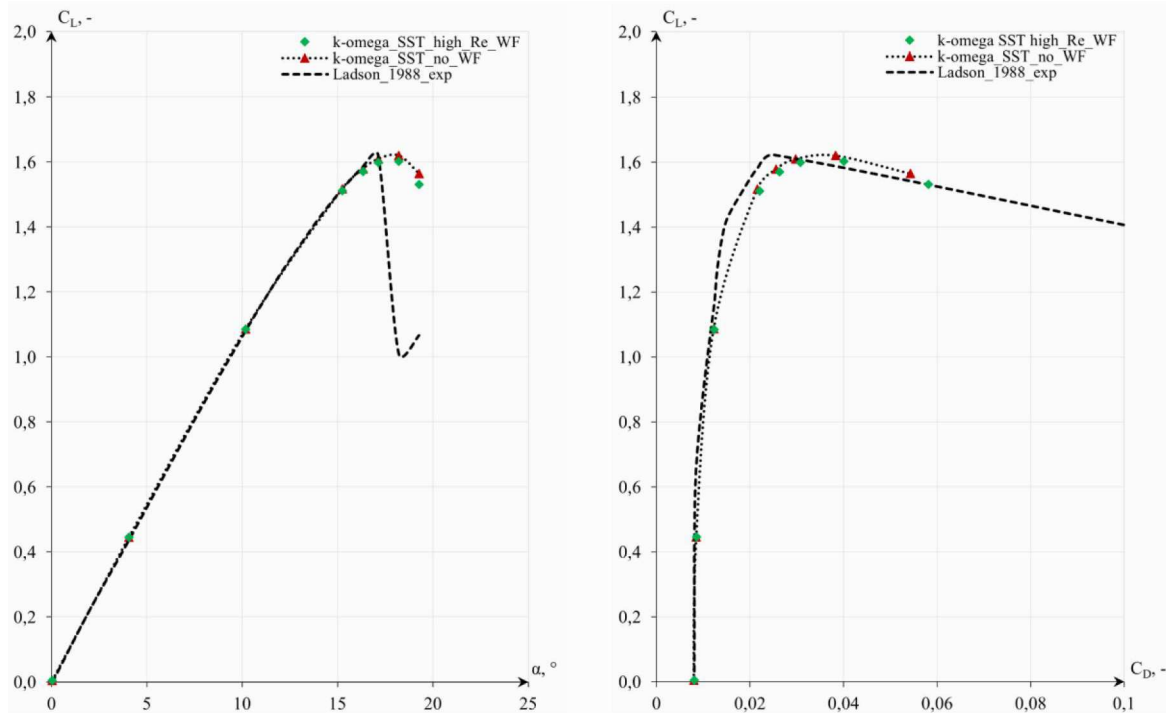 C_L, -
2,0
k-omega_SST_high_Re_WF
k-omega_SST_no_WF
Ladson_1988_exp
1,8
1,6
1,4
1,2
1,0
0,8
0,6
0,4
0,2
0,0
α, °
0 5 10 15 20 25
C_L, -
2,0
k-omega SST high_Re_WF
k-omega_SST_no_WF
Ladson_1988_exp
1,8
1,6
1,4
1,2
1,0
0,8
0,6
0,4
0,2
0,0
C_D, -
0 0,02 0,04 0,06 0,08 0,1